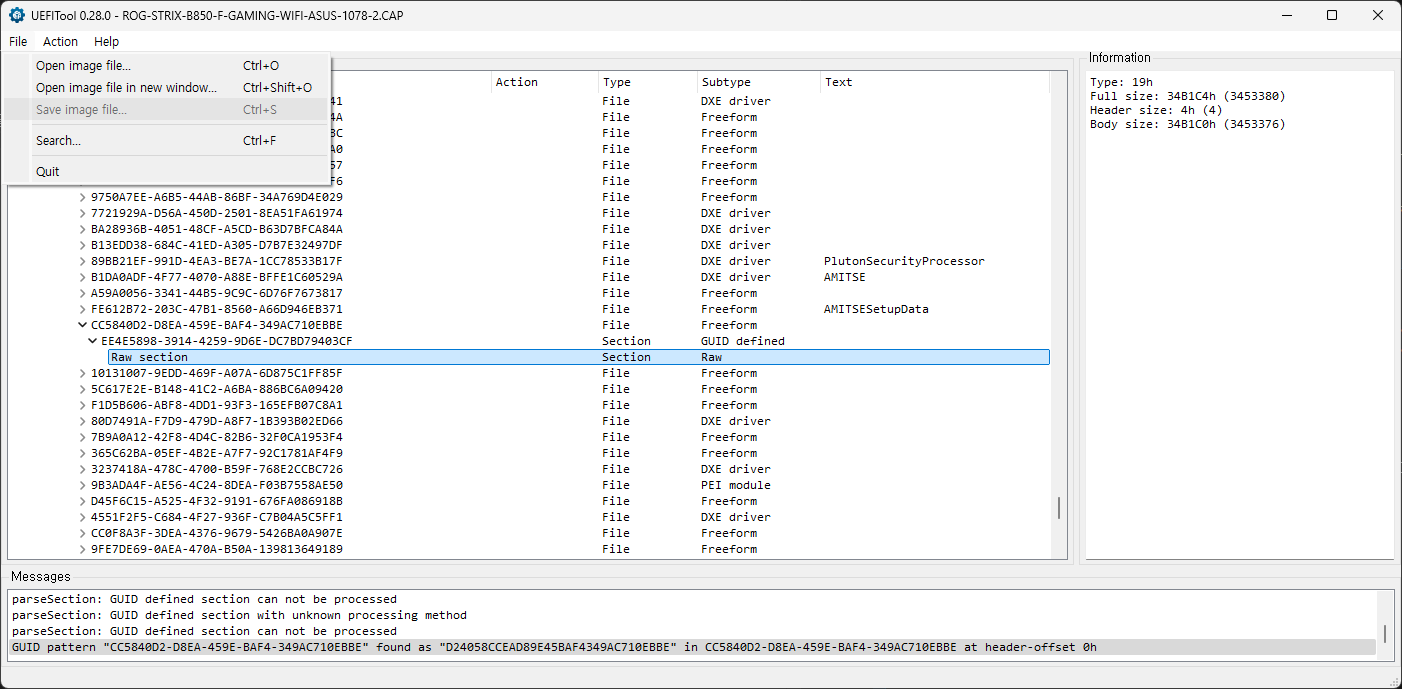 UEFITool 0.28.0 - ROG-STRIX-B850-F-GAMING-WIFI-ASUS-1078-2.CAP
File Action Help
Open image file... Ctrl+O
Open image file in new window... Ctrl+Shift+O
Save image file... Ctrl+S
Search... Ctrl+F
Quit
Action Type Subtype Text
41 File DXE driver
4A File Freeform
BC File Freeform
A0 File Freeform
57 File Freeform
F6 File Freeform
9750A7EE-A6B5-44AB-86BF-34A769D4E029 File Freeform
7721929A-D56A-450D-2501-8EA51FA61974 File DXE driver
BA28936B-4051-48CF-A5CD-B63D7BFCA84A File DXE driver
B13EDD38-684C-41ED-A305-D7B7E32497DF File DXE driver
89BB21EF-991D-4EA3-BE7A-1CC78533B17F File DXE driver PlutonSecurityProcessor
B1DA0ADF-4F77-4070-A88E-BFFE1C60529A File DXE driver AMITSE
A59A0056-3341-44B5-9C9C-6D76F7673817 File Freeform
FE612B72-203C-47B1-8560-A66D946EB371 File Freeform AMITSESetupData
CC5840D2-D8EA-459E-BAF4-349AC710EBBE File Freeform
EE4E5898-3914-4259-9D6E-DC7BD79403CF Section GUID defined
Raw section Section Raw
10131007-9EDD-469F-A07A-6D875C1FF85F File Freeform
5C617E2E-B148-41C2-A6BA-886BC6A09420 File Freeform
F1D5B606-ABF8-4DD1-93F3-165EFB07C8A1 File Freeform
80D7491A-F7D9-479D-A8F7-1B393B02ED66 File DXE driver
7B9A0A12-42F8-4D4C-82B6-32F0CA1953F4 File Freeform
365C62BA-05EF-4B2E-A7F7-92C1781AF4F9 File Freeform
3237418A-478C-4700-B59F-768E2CCBC726 File DXE driver
9B3ADA4F-AE56-4C24-8DEA-F03B7558AE50 File PEI module
D45F6C15-A525-4F32-9191-676FA086918B File Freeform
4551F2F5-C684-4F27-936F-C7B04A5C5FF1 File DXE driver
CC0F8A3F-3DEA-4376-9679-5426BA0A907E File Freeform
9FE7DE69-0AEA-470A-B50A-139813649189 File Freeform
Information
Type: 19h
Full size: 34B1C4h (3453380)
Header size: 4h (4)
Body size: 34B1C0h (3453376)
Messages
parseSection: GUID defined section can not be processed
parseSection: GUID defined section with unknown processing method
parseSection: GUID defined section can not be processed
GUID pattern "CC5840D2-D8EA-459E-BAF4-349AC710EBBE" found as "D24058CCEAD89E45BAF4349AC710EBBE" in CC5840D2-D8EA-459E-BAF4-349AC710EBBE at header-offset 0h